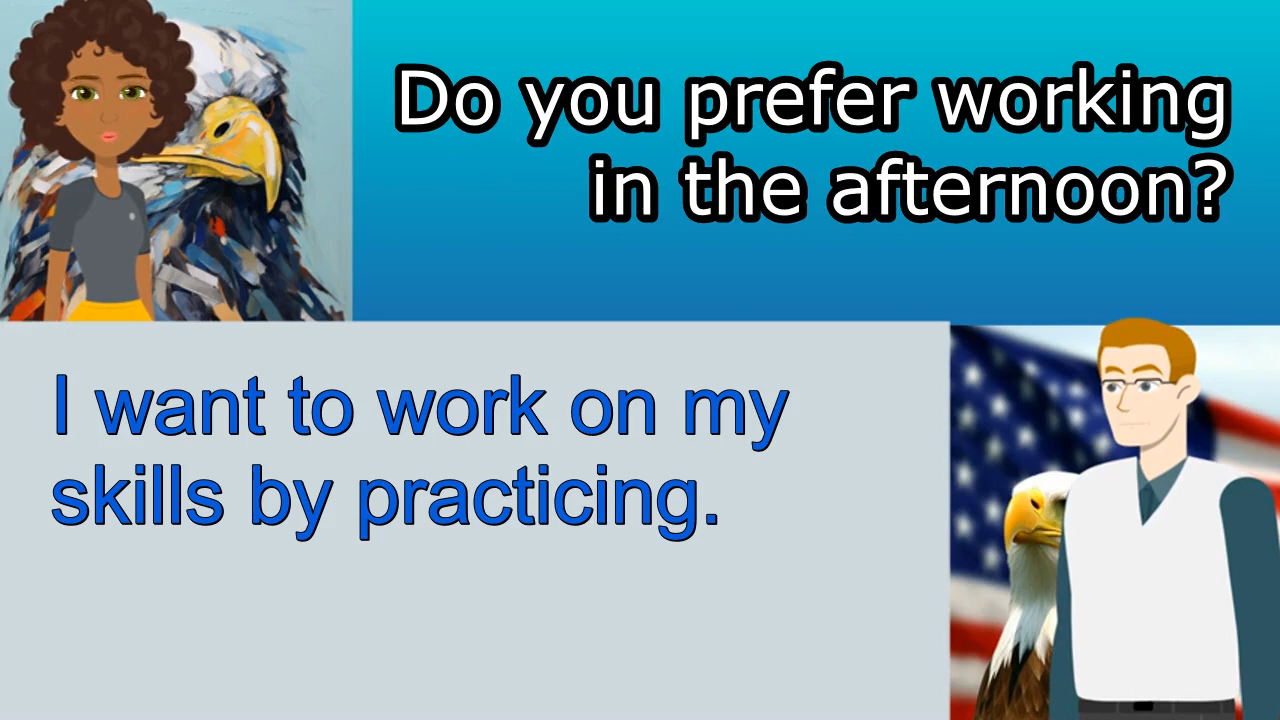 Do you prefer working
in the afternoon?
I want to work on my
skills by practicing.